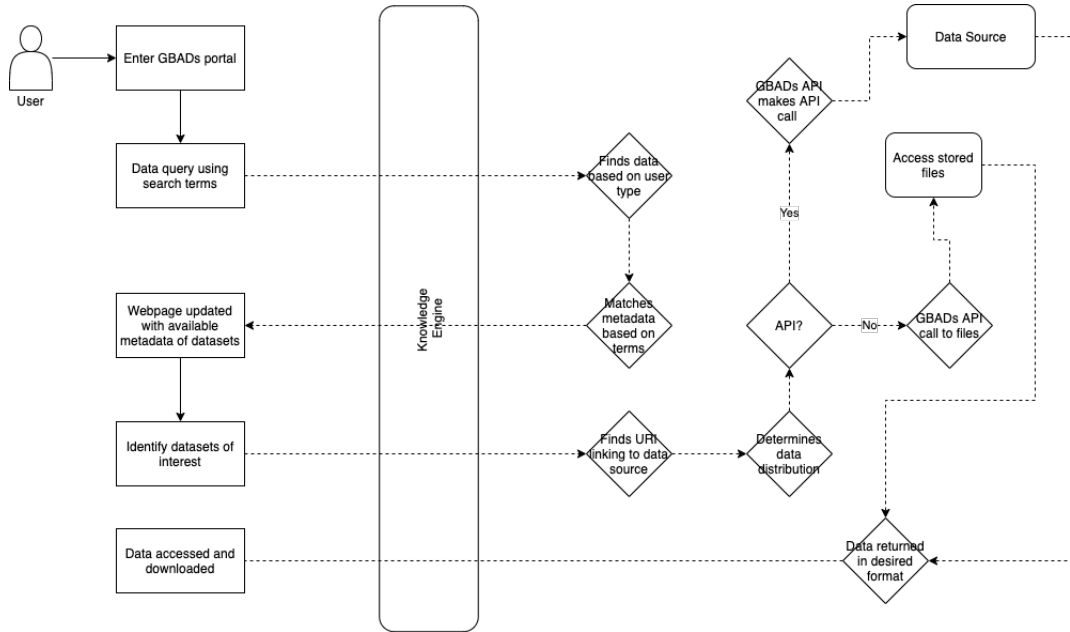 User
Enter GBADs portal
Data query using
search terms
Webpage updated
with available
metadata of datasets
Identify datasets of
interest
Data accessed and
downloaded
Knowledge
Engine
Finds data
based on user
type
Matches
metadata
based on
terms
Finds URI
linking to data
source
Determines
data
distribution
API?
Yes
No
GBADs API
makes API
call
Data Source
GBADs API
call to files
Access stored
files
Data returned
in desired
format